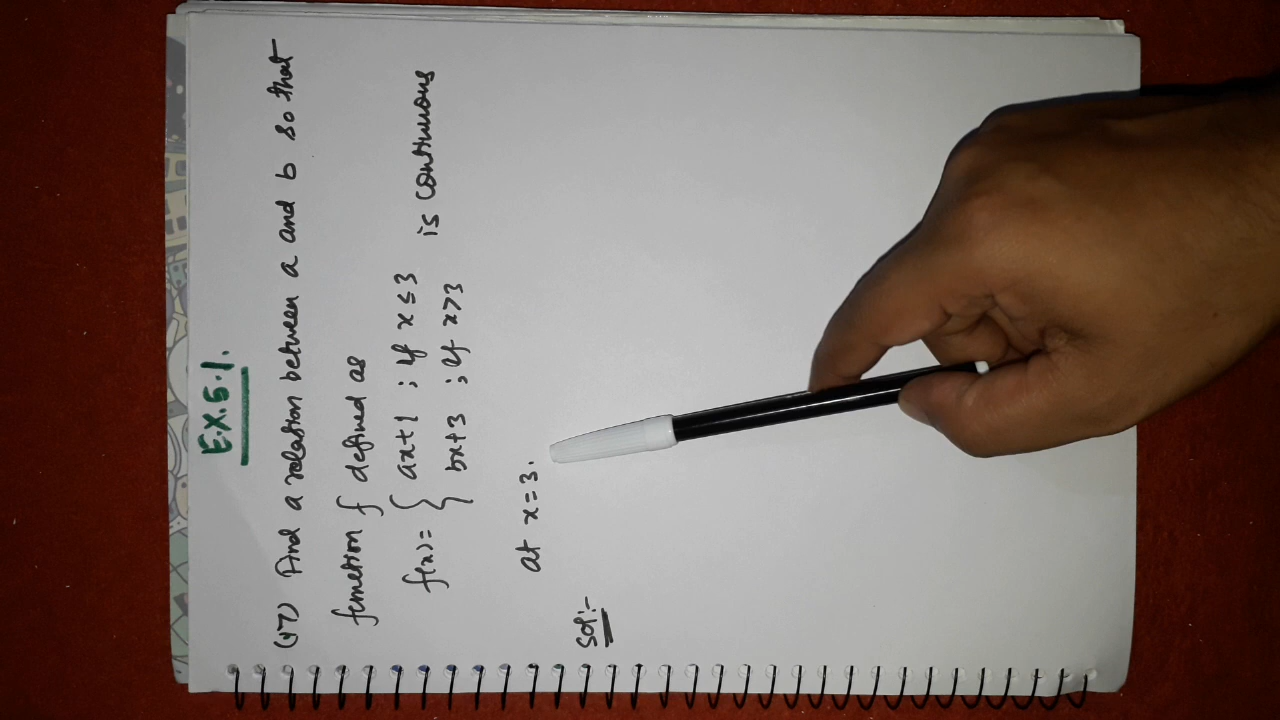 EX.5.1.
(17) Find a relation between a and b so that
function f defined as
f(x)= { ax+1 ; if x ≤ 3
bx+3 ; if x>3 is continuous
at x=3.
Sol:-